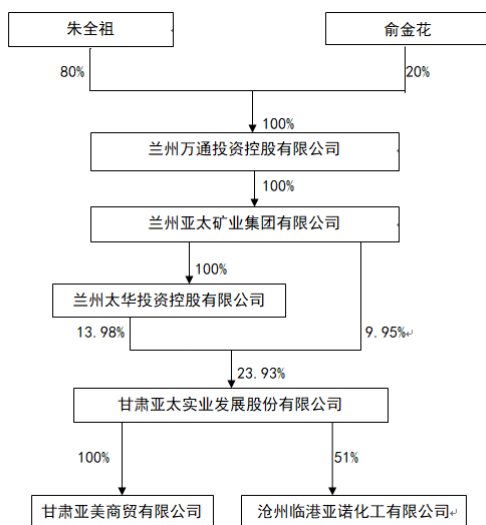 朱全祖
俞金花
80%
20%
100%
兰州万通投资控股有限公司
100%
兰州亚太矿业集团有限公司
100%
兰州太华投资控股有限公司
13.98%
9.95%
23.93%
甘肃亚太实业发展股份有限公司
100%
51%
甘肃亚美商贸有限公司
沧州临港亚诺化工有限公司